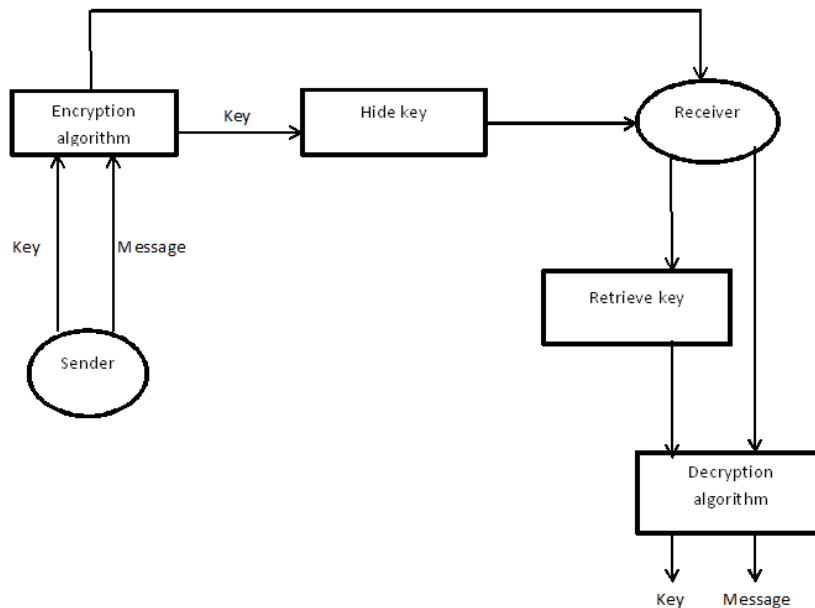 Encryption
algorithm
Key
Hide key
Receiver
Key
Message
Retrieve key
Sender
Decryption
algorithm
Key
Message